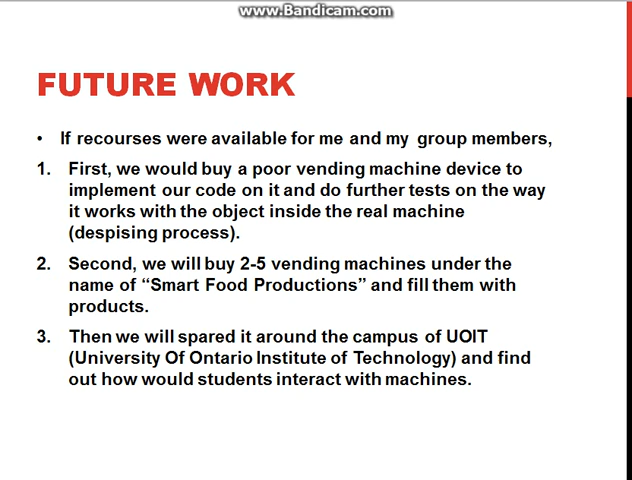 www.Bandicam.com
FUTURE WORK
• If recourses were available for me and my group members,
1. First, we would buy a poor vending machine device to
implement our code on it and do further tests on the way
it works with the object inside the real machine
(despising process).
2. Second, we will buy 2-5 vending machines under the
name of “Smart Food Productions” and fill them with
products.
3. Then we will spared it around the campus of UOIT
(University Of Ontario Institute of Technology) and find
out how would students interact with machines.